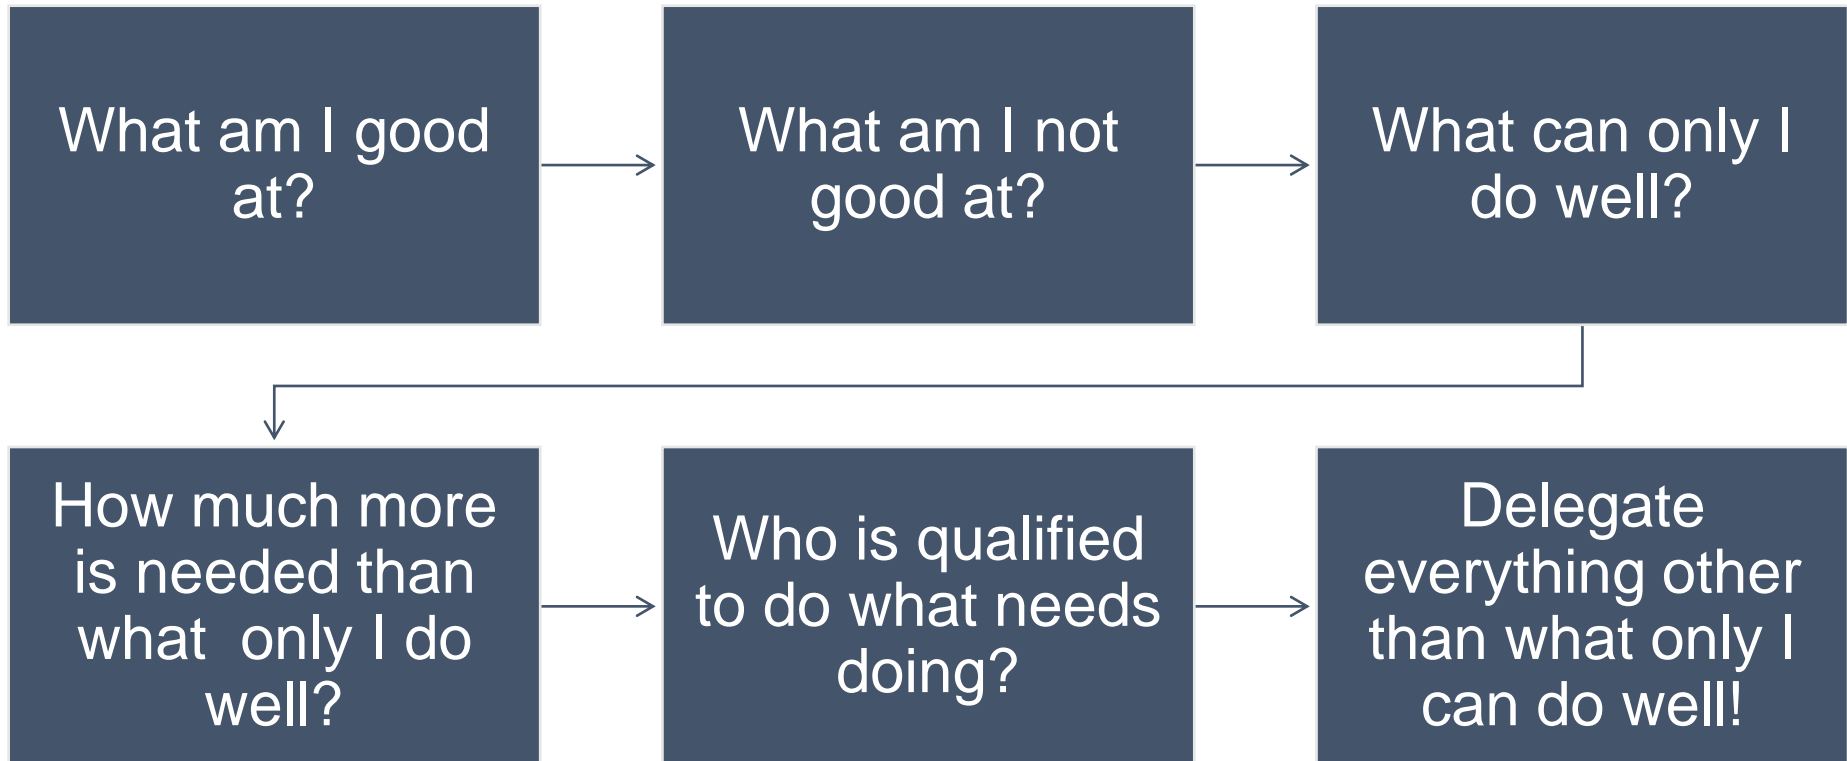 What am I good
at?
What am I not
good at?
What can only I
do well?
How much more
is needed than
what  only I do
well?
Who is qualified
to do what needs
doing?
Delegate
everything other
than what only I
can do well!